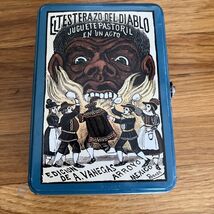 EL TESTERAZO DEL DIABLO
JUGUETE PASTORIL
EN UN ACTO
EDICION
DE A. VANEGAS
ARROYO
MEXICO